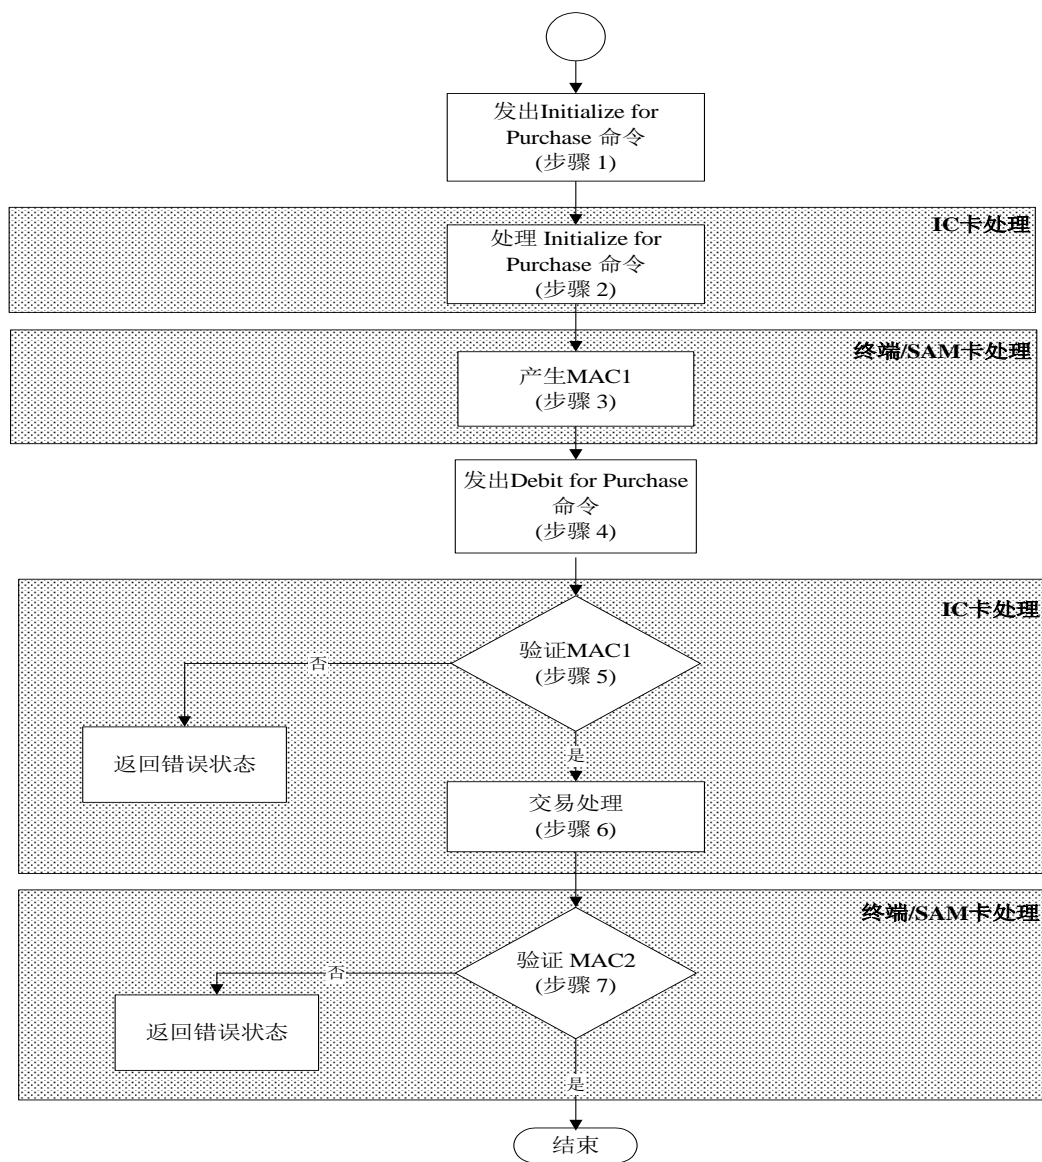 发出Initialize for
Purchase 命令
(步骤 1)
IC卡处理
处理 Initialize for
Purchase 命令
(步骤 2)
终端/SAM卡处理
产生MAC1
(步骤 3)
发出Debit for Purchase
命令
(步骤 4)
IC卡处理
验证MAC1
(步骤 5)
否
返回错误状态
是
交易处理
(步骤 6)
终端/SAM卡处理
验证 MAC2
(步骤 7)
否
返回错误状态
是
结束